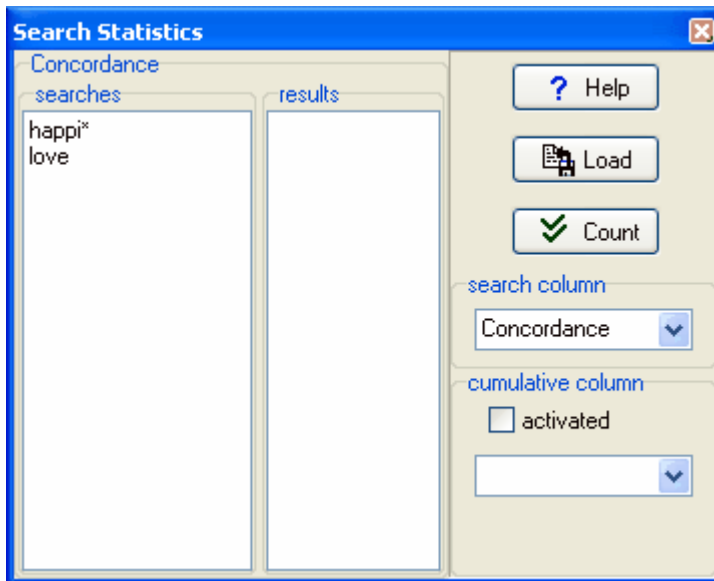 Search Statistics
Concordance
searches
results
happi*
love
? Help
Load
Count
search column
Concordance
cumulative column
activated